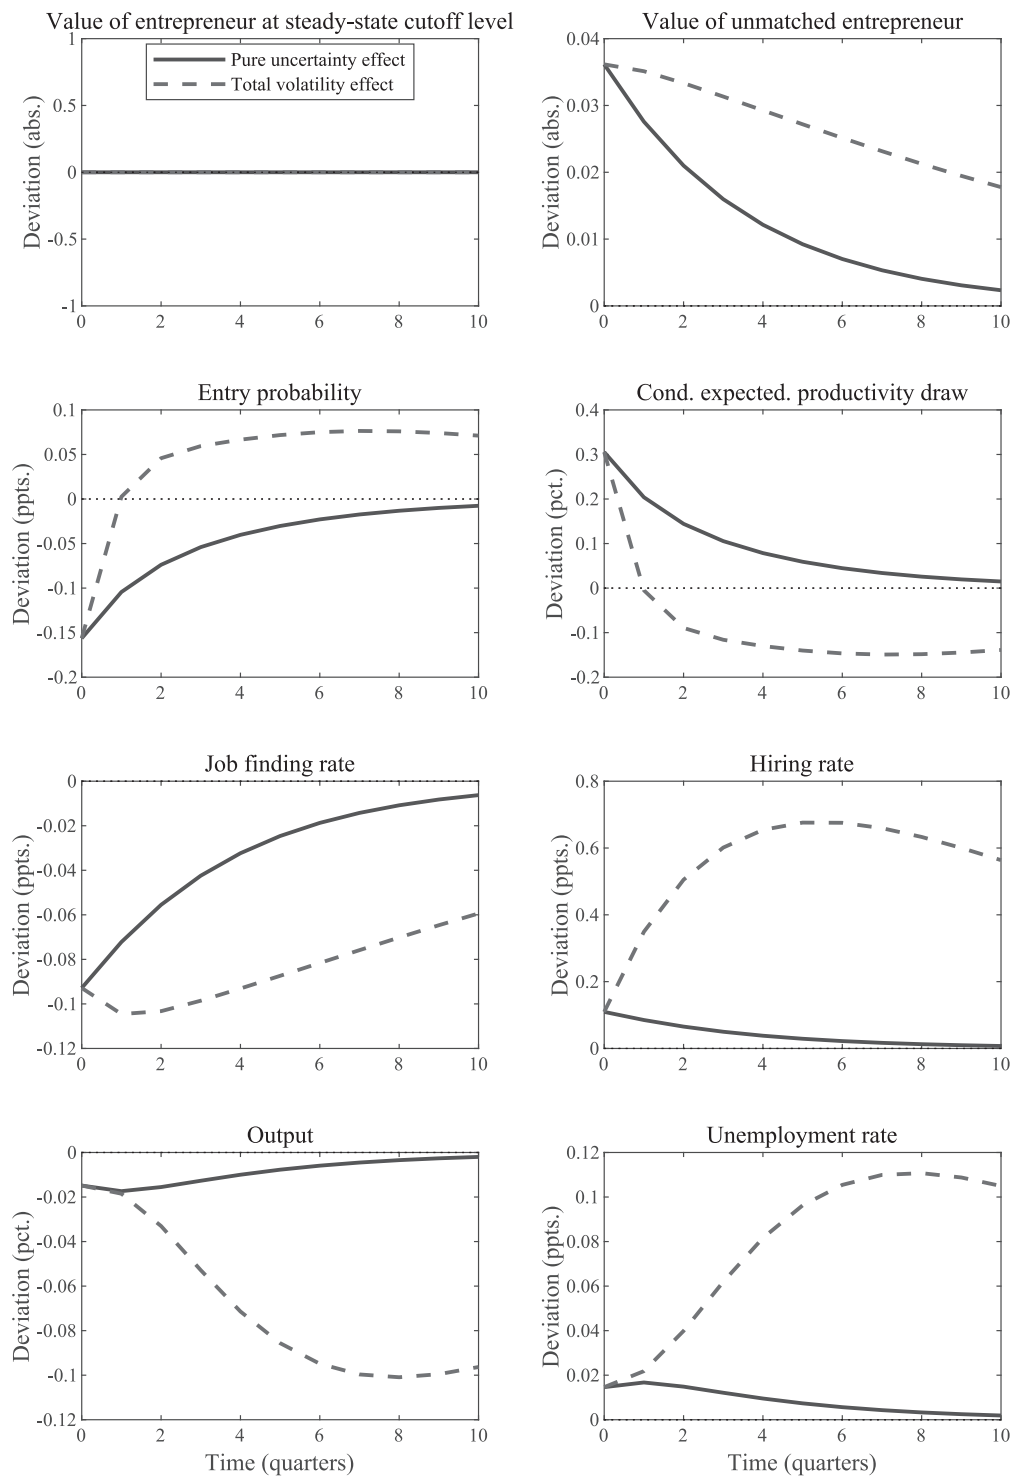 Value of entrepreneur at steady-state cutoff level
1
0.5
0
-0.5
-1
Deviation (abs.)
Pure uncertainty effect
Total volatility effect
0 2 4 6 8 10
Value of unmatched entrepreneur
0.04
0.03
0.02
0.01
0
Deviation (abs.)
0 2 4 6 8 10
Entry probability
0.1
0.05
0
-0.05
-0.1
-0.15
-0.2
Deviation (ppts.)
0 2 4 6 8 10
Cond. expected. productivity draw
0.4
0.3
0.2
0.1
0
-0.1
-0.2
Deviation (pct.)
0 2 4 6 8 10
Job finding rate
0
-0.02
-0.04
-0.06
-0.08
-0.1
-0.12
Deviation (ppts.)
0 2 4 6 8 10
Hiring rate
0.8
0.6
0.4
0.2
0
Deviation (ppts.)
0 2 4 6 8 10
Output
0
-0.02
-0.04
-0.06
-0.08
-0.1
-0.12
Deviation (pct.)
0 2 4 6 8 10
Time (quarters)
Unemployment rate
0.12
0.1
0.08
0.06
0.04
0.02
0
Deviation (ppts.)
0 2 4 6 8 10
Time (quarters)